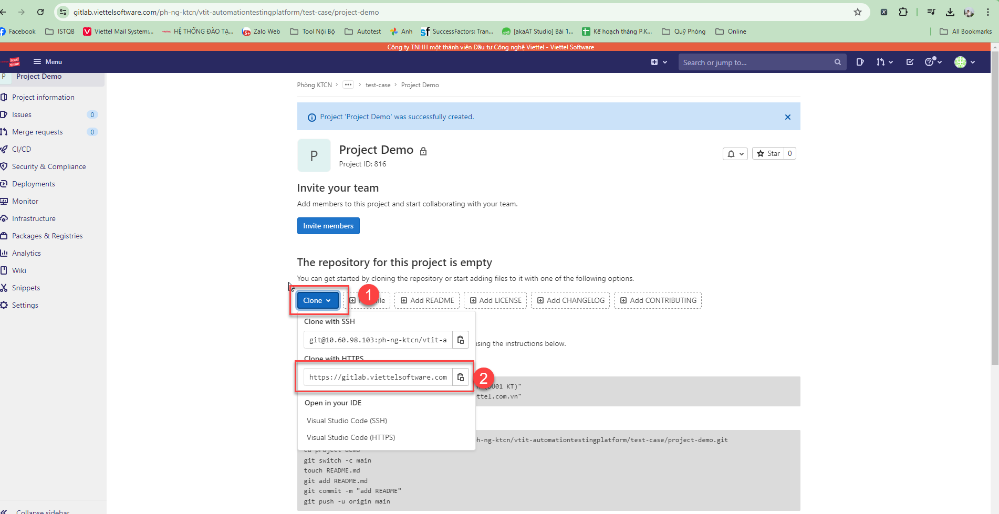 gitlab.viettelsoftware.com/ph-ng-ktcn/vtit-automationtestingplatform/test-case/project-demo
Facebook ISTQB Viettel Mail System:... HỆ THỐNG ĐÀO TẠ... Zalo Web Tool Nội Bộ Autotest Anh SuccessFactors: Tran... [akaAT Studio] Bài 1... Kế hoạch tháng P.K... Quỹ Phòng Online All Bookmarks
Công ty TNHH một thành viên Đầu tư Công nghệ Viettel - Viettel Software
Menu Search or jump to...
P Project Demo
Project information
Issues 0
Merge requests 0
CI/CD
Security & Compliance
Deployments
Monitor
Infrastructure
Packages & Registries
Analytics
Wiki
Snippets
Settings
Collapse sidebar
Phòng KTCN > ••• > test-case > Project Demo
Project 'Project Demo' was successfully created.
P
Project Demo
Project ID: 816
Star 0
Invite your team
Add members to this project and start collaborating with your team.
Invite members
The repository for this project is empty
You can get started by cloning the repository or start adding files to it with one of the following options.
Clone 1 Add README Add LICENSE Add CHANGELOG Add CONTRIBUTING
Clone with SSH
git@10.60.98.103:ph-ng-ktcn/vtit-a
using the instructions below.
Clone with HTTPS
https://gitlab.viettelsoftware.com 2
KT)"
ttel.com.vn"
Open in your IDE
Visual Studio Code (SSH)
Visual Studio Code (HTTPS)
h-ng-ktcn/vtit-automationtestingplatform/test-case/project-demo.git
cd project-demo
git switch -c main
touch README.md
git add README.md
git commit -m "add README"
git push -u origin main